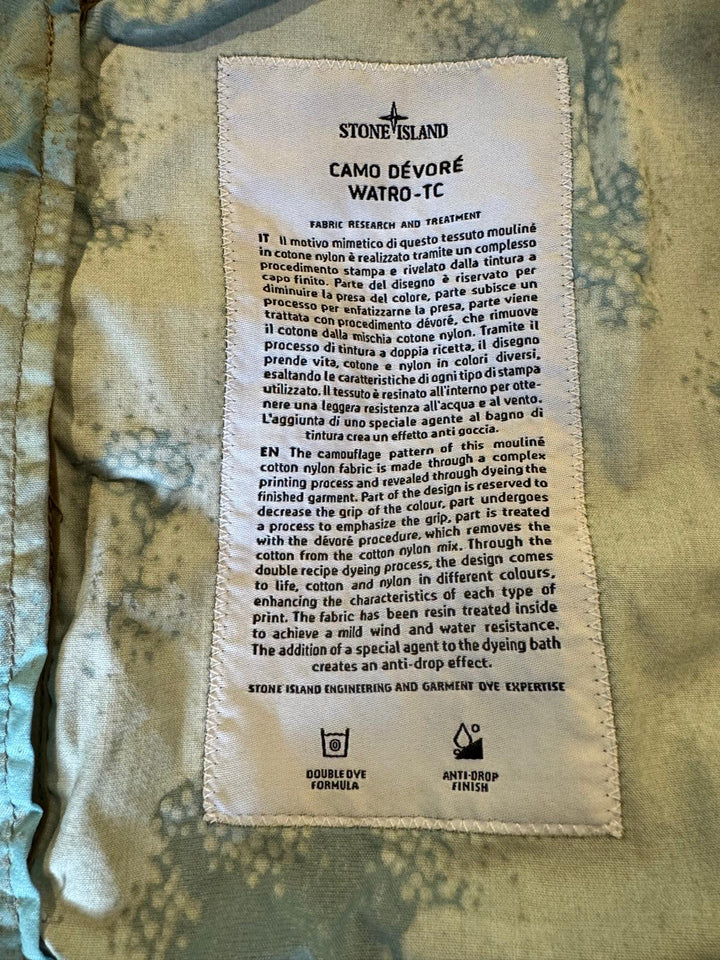 STONE ISLAND
CAMO DÉVORÉ
WATRO-TC
FABRIC RESEARCH AND TREATMENT
IT Il motivo mimetico di questo tessuto mouliné
in cotone nylon è realizzato tramite un complesso
procedimento stampa e rivelato dalla tintura a
capo finito. Parte del disegno è riservato per
diminuire la presa del colore, parte subisce un
processo per enfatizzarne la presa, parte viene
trattata con procedimento dévoré, che rimuove
il cotone dalla mischia cotone nylon. Tramite il
processo di tintura a doppia ricetta, il disegno
prende vita, cotone e nylon in colori diversi,
esaltando le caratteristiche di ogni tipo di stampa
utilizzato. Il tessuto è resinato all'interno per otte-
nere una leggera resistenza all'acqua e al vento.
L'aggiunta di uno speciale agente al bagno di
tintura crea un effetto anti goccia.
EN The camouflage pattern of this mouliné
cotton nylon fabric is made through a complex
printing process and revealed through dyeing the
finished garment. Part of the design is reserved to
decrease the grip of the colour, part undergoes
a process to emphasize the grip, part is treated
with the dévoré procedure, which removes the
cotton from the cotton nylon mix. Through the
double recipe dyeing process, the design comes
to life, cotton and nylon in different colours,
enhancing the characteristics of each type of
print. The fabric has been resin treated inside
to achieve a mild wind and water resistance.
The addition of a special agent to the dyeing bath
creates an anti-drop effect.
STONE ISLAND ENGINEERING AND GARMENT DYE EXPERTISE
DOUBLE DYE
FORMULA
ANTI-DROP
FINISH